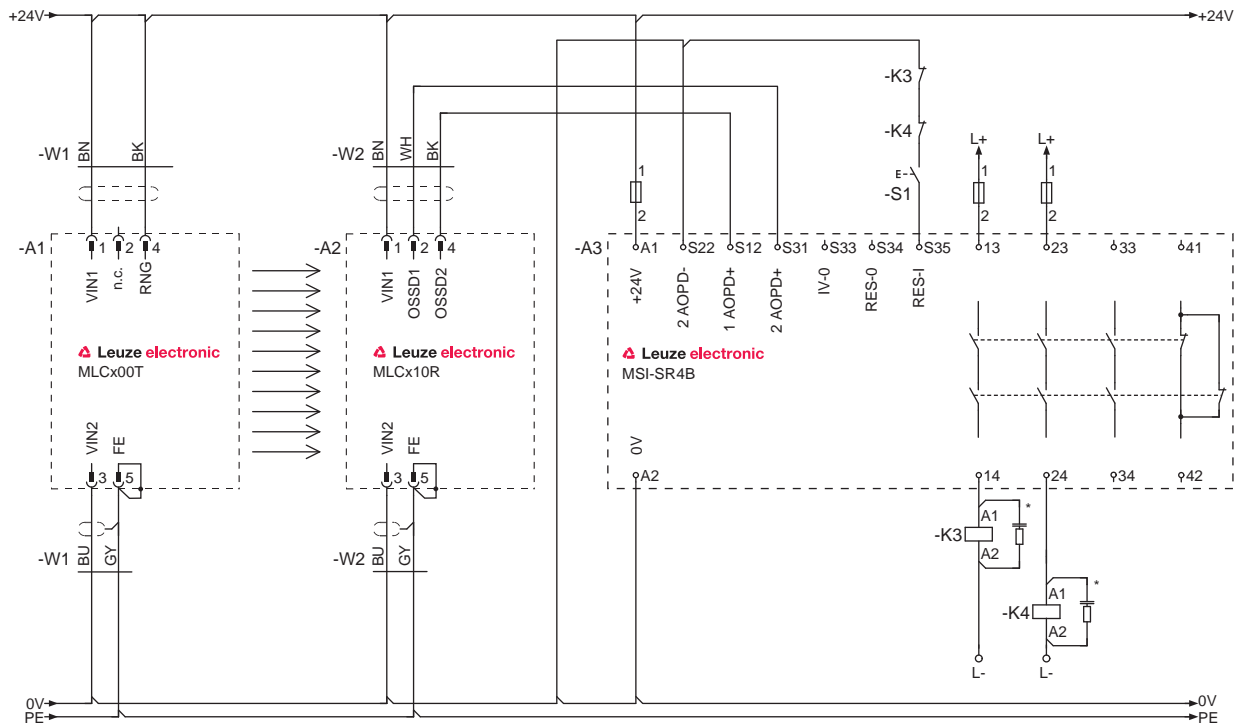 +24V
+24V
-K3
-K4
E
-S1
-W1
BN
BK
-W2
BN
WH
BK
L+
L+
1
2
1
2
1
2
-A1
1
2
4
VIN1
n.c.
RNG
Leuze electronic
MLCx00T
VIN2
FE
3
5
-A2
1
2
4
VIN1
OSSD1
OSSD2
Leuze electronic
MLCx10R
VIN2
FE
3
5
-A3
A1
S22
S12
S31
S33
S34
S35
13
23
33
41
+24V
2 AOPD-
1 AOPD+
2 AOPD+
IV-0
RES-0
RES-I
Leuze electronic
MSI-SR4B
0V
A2
14
24
34
42
-W1
BU
GY
-W2
BU
GY
-K3
A1
A2
*
-K4
A1
A2
*
L-
L-
0V
PE
0V
PE